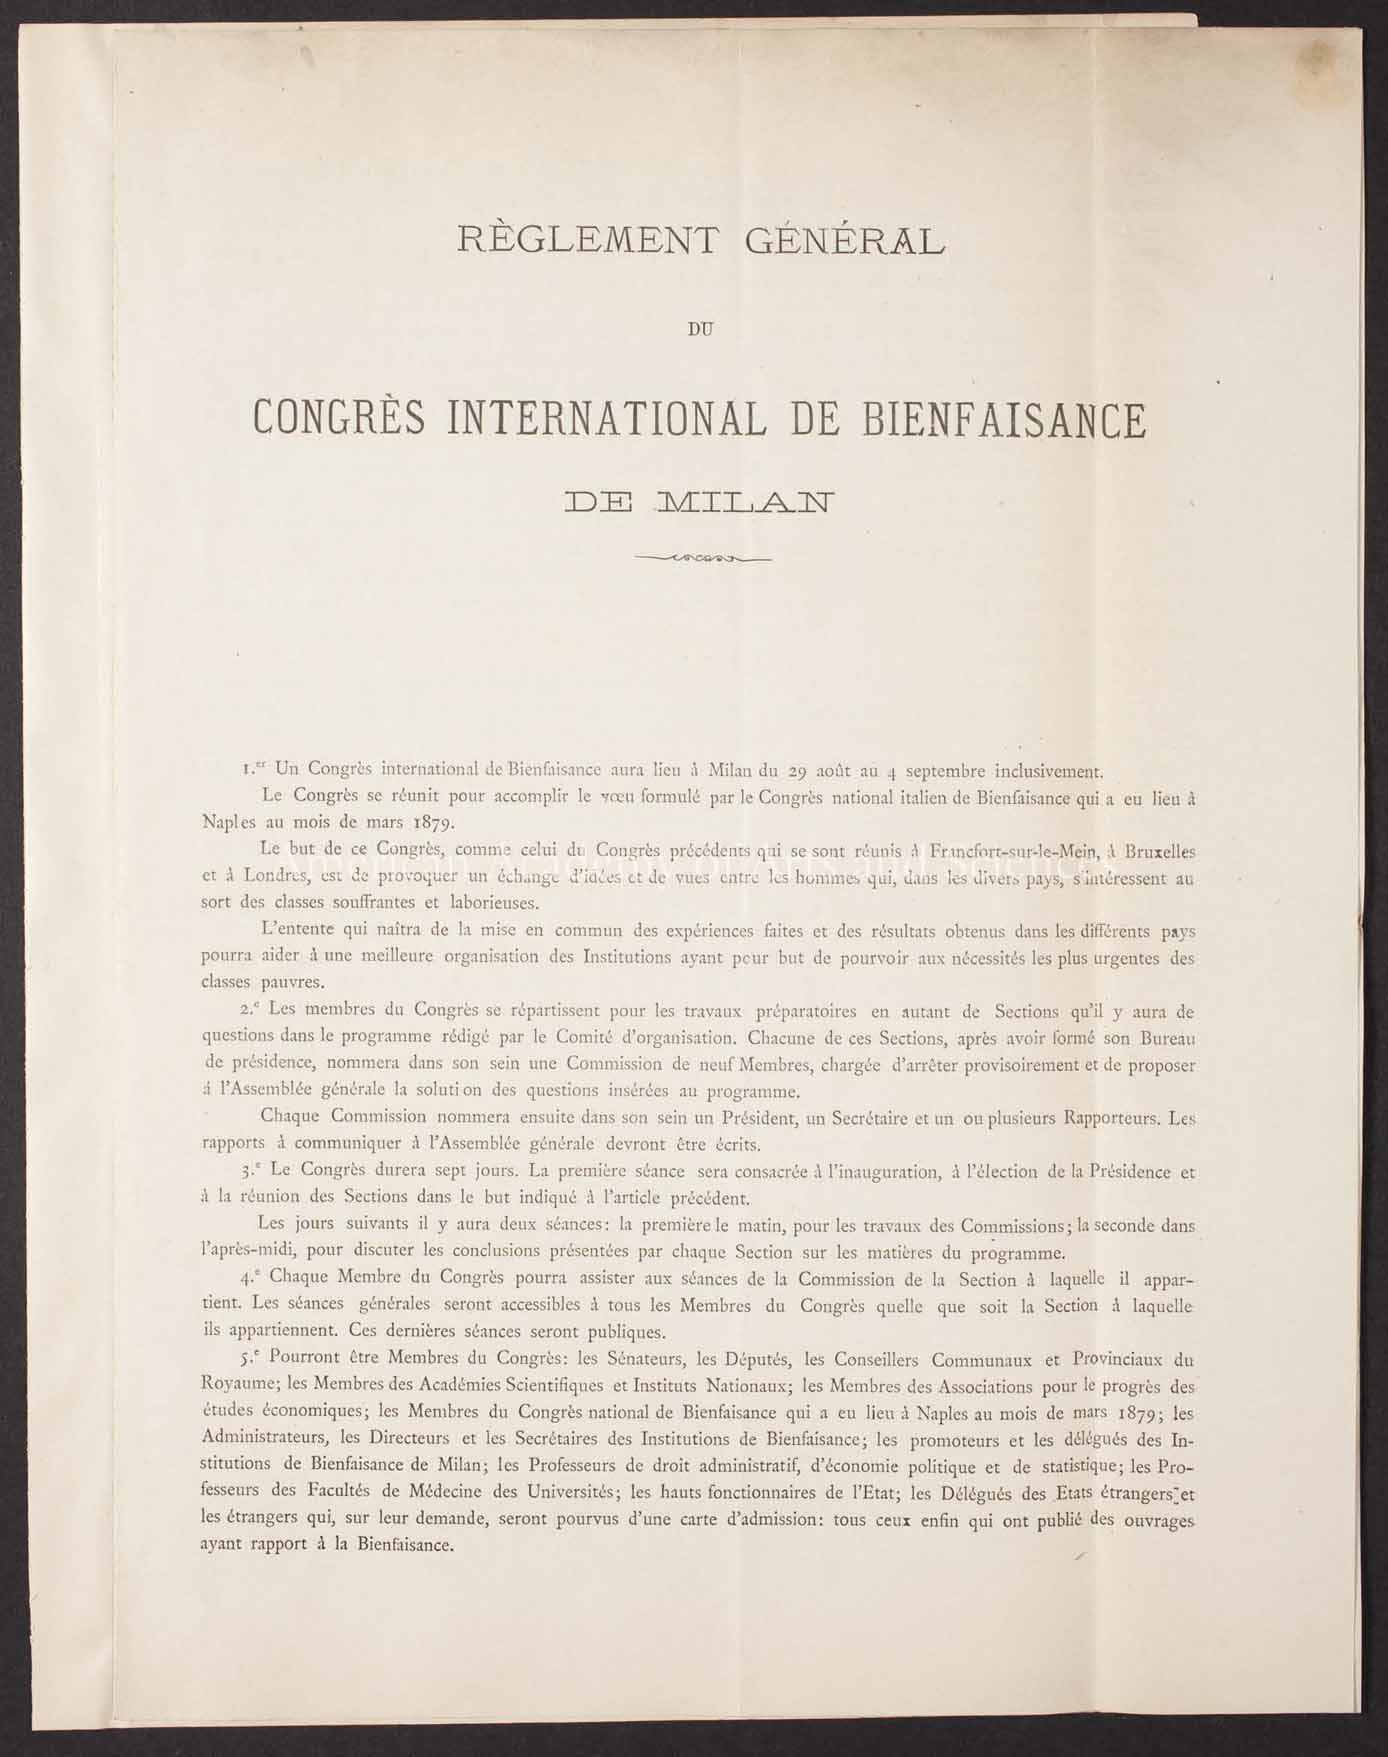 RÈGLEMENT GÉNÉRAL
DU
CONGRÈS INTERNATIONAL DE BIENFAISANCE
DE MILAN
1.er Un Congrès international de Bienfaisance aura lieu à Milan du 29 août au 4 septembre inclusivement.
Le Congrès se réunit pour accomplir le vœu formulé par le Congrès national italien de Bienfaisance qui a eu lieu à
Naples au mois de mars 1879.
Le but de ce Congrès, comme celui du Congrès précédents qui se sont réunis à Francfort-sur-le-Mein, à Bruxelles
American Academy of Arts and Sciences
et à Londres, est de provoquer un échange d'idées et de vues entre les hommes qui, dans les divers pays, s'intéressent au
sort des classes souffrantes et laborieuses.
L'entente qui naîtra de la mise en commun des expériences faites et des résultats obtenus dans les différents pays
pourra aider à une meilleure organisation des Institutions ayant pour but de pourvoir aux nécessités les plus urgentes des
classes pauvres.
2.e Les membres du Congrès se répartissent pour les travaux préparatoires en autant de Sections qu'il y aura de
questions dans le programme rédigé par le Comité d'organisation. Chacune de ces Sections, après avoir formé son Bureau
de présidence, nommera dans son sein une Commission de neuf Membres, chargée d'arrêter provisoirement et de proposer
á l'Assemblée générale la solution des questions insérées au programme.
Chaque Commission nommera ensuite dans son sein un Président, un Secrétaire et un ou plusieurs Rapporteurs. Les
rapports à communiquer à l'Assemblée générale devront être écrits.
3.e Le Congrès durera sept jours. La première séance sera consacrée à l'inauguration, à l'élection de la Présidence et
à la réunion des Sections dans le but indiqué à l'article précédent.
Les jours suivants il y aura deux séances: la première le matin, pour les travaux des Commissions; la seconde dans
l'après-midi, pour discuter les conclusions présentées par chaque Section sur les matières du programme.
4.e Chaque Membre du Congrès pourra assister aux séances de la Commission de la Section à laquelle il appar-
tient. Les séances générales seront accessibles à tous les Membres du Congrès quelle que soit la Section à laquelle
ils appartiennent. Ces dernières séances seront publiques.
5.e Pourront être Membres du Congrès: les Sénateurs, les Députés, les Conseillers Communaux et Provinciaux du
Royaume; les Membres des Académies Scientifiques et Instituts Nationaux; les Membres des Associations pour le progrès des
études économiques; les Membres du Congrès national de Bienfaisance qui a eu lieu à Naples au mois de mars 1879; les
Administrateurs, les Directeurs et les Secrétaires des Institutions de Bienfaisance; les promoteurs et les délégués des In-
stitutions de Bienfaisance de Milan; les Professeurs de droit administratif, d'économie politique et de statistique; les Pro-
fesseurs des Facultés de Médecine des Universités; les hauts fonctionnaires de l'Etat; les Délégués des Etats étrangers et
les étrangers qui, sur leur demande, seront pourvus d'une carte d'admission: tous ceux enfin qui ont publié des ouvrages
ayant rapport à la Bienfaisance.